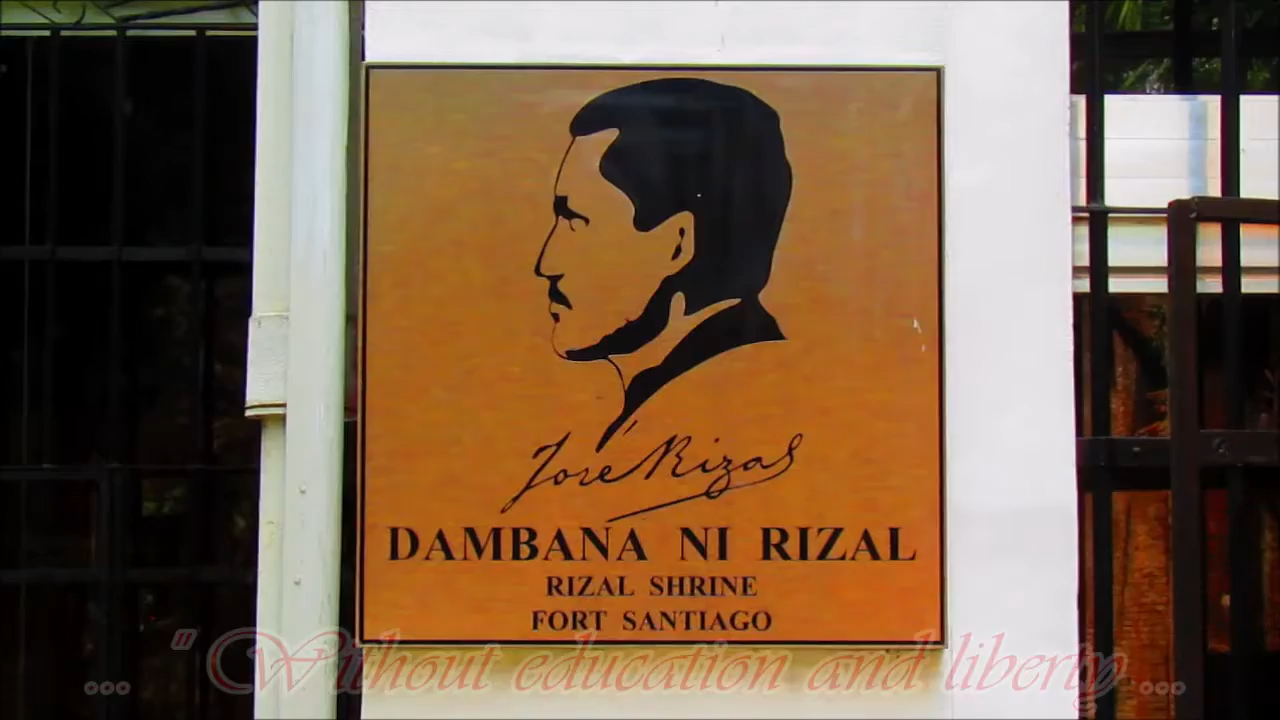 José Rizal
DAMBANA NI RIZAL
RIZAL SHRINE
FORT SANTIAGO
... "Without education and liberty, ...